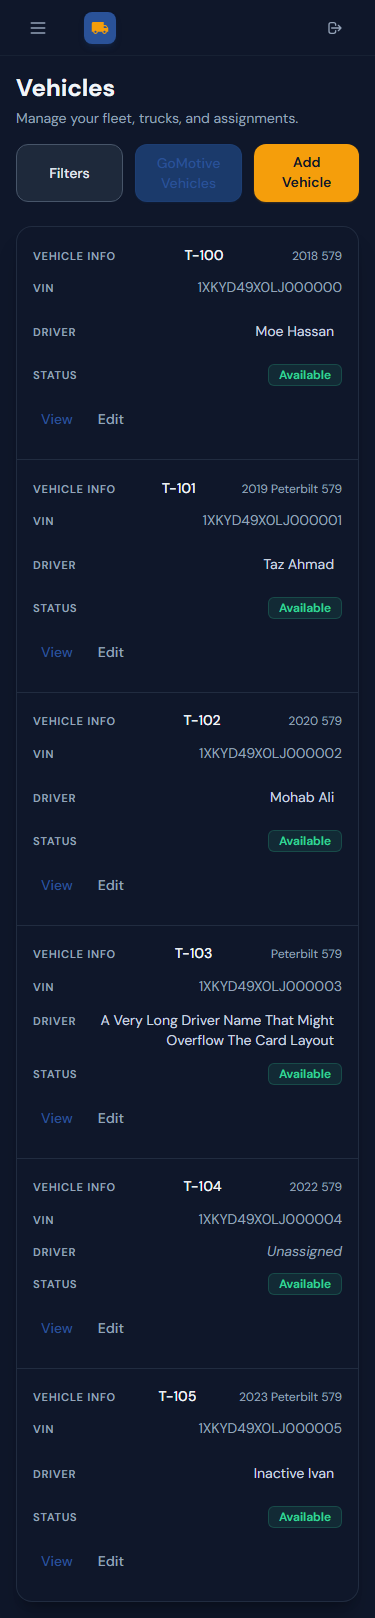 Vehicles
Manage your fleet, trucks, and assignments.
Filters
GoMotive
Vehicles
Add
Vehicle
VEHICLE INFO T-100 2018 579
VIN 1XKYD49X0LJ000000
DRIVER Moe Hassan
STATUS Available
View Edit
VEHICLE INFO T-101 2019 Peterbilt 579
VIN 1XKYD49X0LJ000001
DRIVER Taz Ahmad
STATUS Available
View Edit
VEHICLE INFO T-102 2020 579
VIN 1XKYD49X0LJ000002
DRIVER Mohab Ali
STATUS Available
View Edit
VEHICLE INFO T-103 Peterbilt 579
VIN 1XKYD49X0LJ000003
DRIVER A Very Long Driver Name That Might
Overflow The Card Layout
STATUS Available
View Edit
VEHICLE INFO T-104 2022 579
VIN 1XKYD49X0LJ000004
DRIVER Unassigned
STATUS Available
View Edit
VEHICLE INFO T-105 2023 Peterbilt 579
VIN 1XKYD49X0LJ000005
DRIVER Inactive Ivan
STATUS Available
View Edit